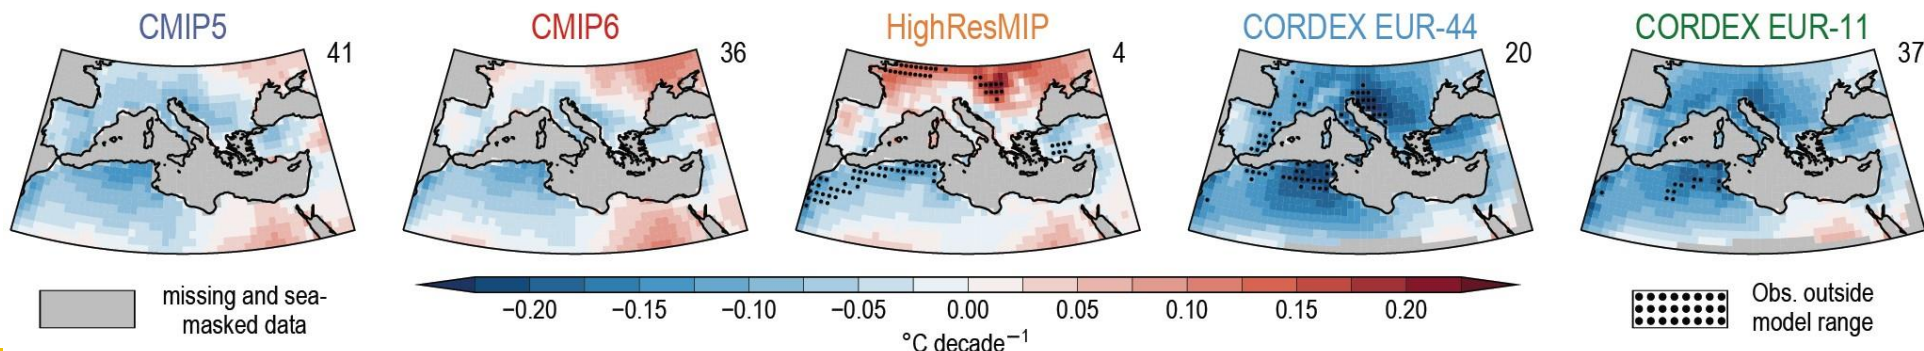 CMIP5
41
CMIP6
36
HighResMIP
4
CORDEX EUR-44
20
CORDEX EUR-11
37
missing and sea-
masked data
−0.20 −0.15 −0.10 −0.05 0.00 0.05 0.10 0.15 0.20
°C decade⁻¹
Obs. outside
model range